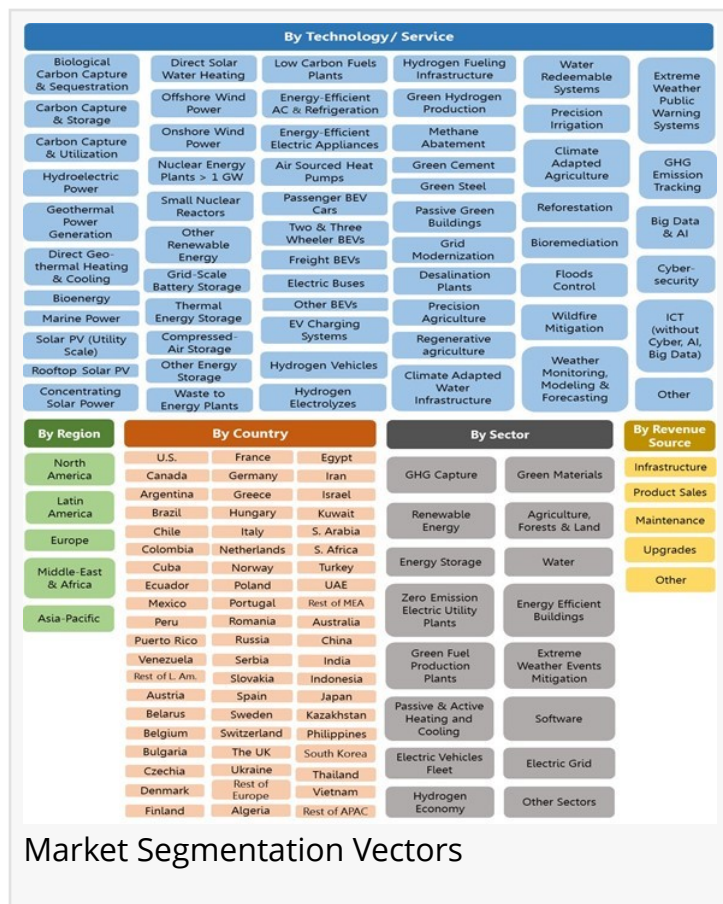 By Technology/ Service
Biological
Carbon Capture
& Sequestration
Carbon Capture
& Storage
Carbon Capture
& Utilization
Hydroelectric
Power
Geothermal
Power
Generation
Direct Geo-
thermal Heating
& Cooling
Bioenergy
Marine Power
Solar PV (Utility
Scale)
Rooftop Solar PV
Concentrating
Solar Power
Direct Solar
Water Heating
Offshore Wind
Power
Onshore Wind
Power
Nuclear Energy
Plants > 1 GW
Small Nuclear
Reactors
Other
Renewable
Energy
Grid-Scale
Battery Storage
Thermal
Energy Storage
Compressed-
Air Storage
Other Energy
Storage
Waste to
Energy Plants
Low Carbon Fuels
Plants
Energy-Efficient
AC & Refrigeration
Energy-Efficient
Electric Appliances
Air Sourced Heat
Pumps
Passenger BEV
Cars
Two & Three
Wheeler BEVs
Freight BEVs
Electric Buses
Other BEVs
EV Charging
Systems
Hydrogen Vehicles
Hydrogen
Electrolyzes
Hydrogen Fueling
Infrastructure
Green Hydrogen
Production
Methane
Abatement
Green Cement
Green Steel
Passive Green
Buildings
Grid
Modernization
Desalination
Plants
Precision
Agriculture
Regenerative
agriculture
Climate Adapted
Water
Infrastructure
Water
Redeemable
Systems
Precision
Irrigation
Climate
Adapted
Agriculture
Reforestation
Bioremediation
Floods
Control
Wildfire
Mitigation
Weather
Monitoring,
Modeling &
Forecasting
Extreme
Weather
Public
Warning
Systems
GHG
Emission
Tracking
Big Data
& AI
Cyber-
security
ICT
(without
Cyber, AI,
Big Data)
Other
By Region
North
America
Latin
America
Europe
Middle-East
& Africa
Asia-Pacific
By Country
U.S.
Canada
Argentina
Brazil
Chile
Colombia
Cuba
Ecuador
Mexico
Peru
Puerto Rico
Venezuela
Rest of L. Am.
Austria
Belarus
Belgium
Bulgaria
Czechia
Denmark
Finland
France
Germany
Greece
Hungary
Italy
Netherlands
Norway
Poland
Portugal
Romania
Russia
Serbia
Slovakia
Spain
Sweden
Switzerland
The UK
Ukraine
Rest of
Europe
Algeria
Egypt
Iran
Israel
Kuwait
S. Arabia
S. Africa
Turkey
UAE
Rest of MEA
Australia
China
India
Indonesia
Japan
Kazakhstan
Philippines
South Korea
Thailand
Vietnam
Rest of APAC
By Sector
GHG Capture
Renewable
Energy
Energy Storage
Zero Emission
Electric Utility
Plants
Green Fuel
Production
Plants
Passive & Active
Heating and
Cooling
Electric Vehicles
Fleet
Hydrogen
Economy
Green Materials
Agriculture,
Forests & Land
Water
Energy Efficient
Buildings
Extreme
Weather Events
Mitigation
Software
Electric Grid
Other Sectors
By Revenue
Source
Infrastructure
Product Sales
Maintenance
Upgrades
Other
Market Segmentation Vectors